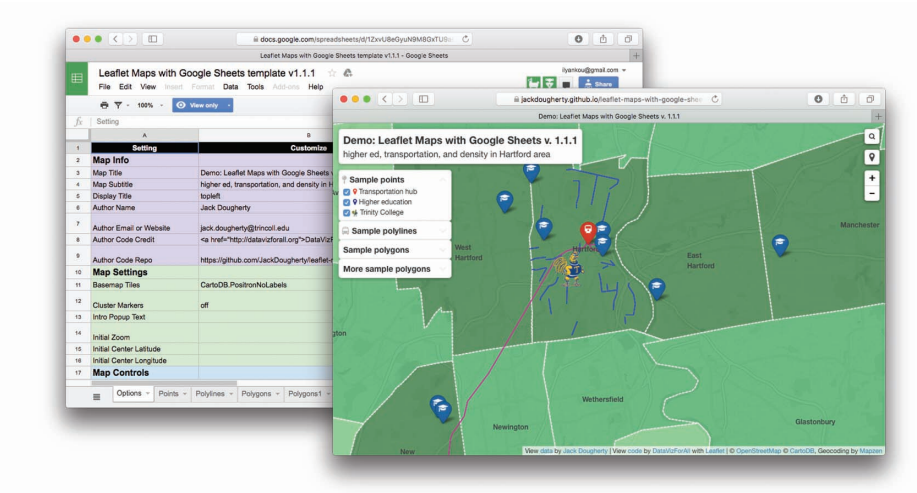 docs.google.com/spreadsheets/d/1ZxvU8eGyuN9M8GxTU9
Leaflet Maps with Google Sheets template v1.1.1 - Google Sheets
Leaflet Maps with Google Sheets template v1.1.1
ilyankou@gmail.com
File Edit View Insert Format Data Tools Add-ons Help
Share
100% View only
fx Setting
A B
1 Setting Customize
2 Map Info
3 Map Title Demo: Leaflet Maps with Google Sheets v
4 Map Subtitle higher ed, transportation, and density in H
5 Display Title topleft
6 Author Name Jack Dougherty
7 Author Email or Website jack.dougherty@trincoll.edu
8 Author Code Credit <a href="http://datavizforall.org">DataVizF
9 Author Code Repo https://github.com/JackDougherty/leaflet-
10 Map Settings
11 Basemap Tiles CartoDB.PositronNoLabels
12 Cluster Markers off
13 Intro Popup Text
14 Initial Zoom
15 Initial Center Latitude
16 Initial Center Longitude
17 Map Controls
Options Points Polylines Polygons Polygons1
jackdougherty.github.io/leaflet-maps-with-google-shee
Demo: Leaflet Maps with Google Sheets v. 1.1.1
Demo: Leaflet Maps with Google Sheets v. 1.1.1
higher ed, transportation, and density in Hartford area
+
-
Sample points
Transportation hub
Higher education
Trinity College
Sample polylines
Sample polygons
More sample polygons
Manchester
West
Hartford
Hartford
East
Hartford
Wethersfield
Newington
Glastonbury
New
View data by Jack Dougherty | View code by DataVizForAll with Leaflet | © OpenStreetMap © CartoDB, Geocoding by Mapzen